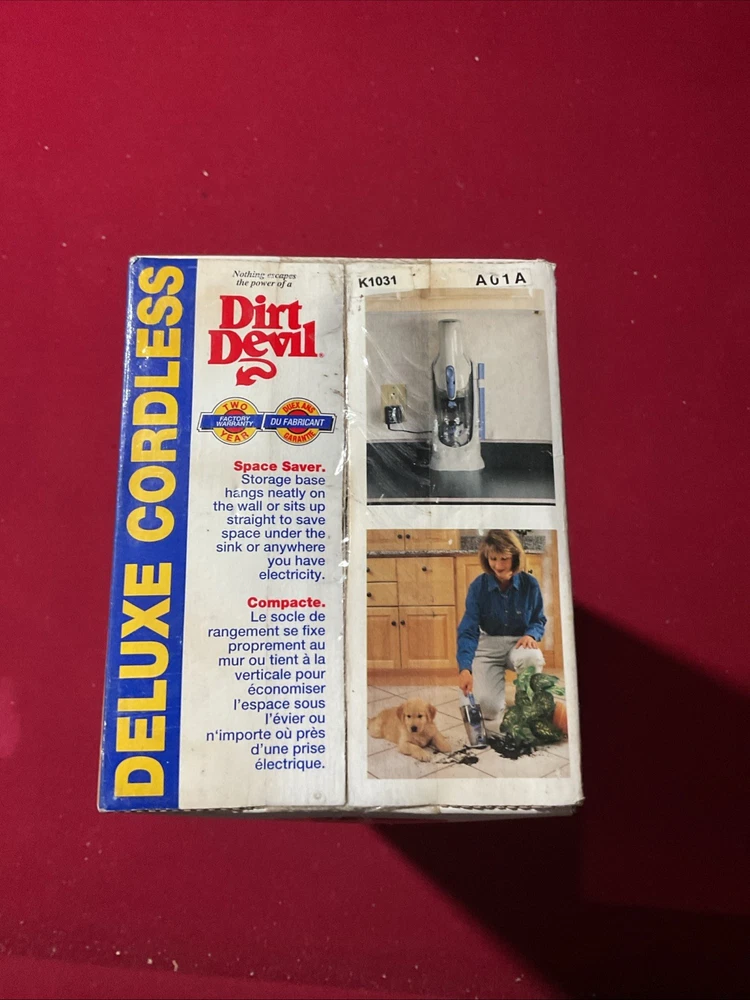 DELUXE CORDLESS
Nothing escapes
the power of a
Dirt
Devil®
TWO
FACTORY
WARRANTY
YEAR
DEUX ANS
DU FABRICANT
GARANTIE
Space Saver.
Storage base
hangs neatly on
the wall or sits up
straight to save
space under the
sink or anywhere
you have
electricity.
Compacte.
Le socle de
rangement se fixe
proprement au
mur ou tient à la
verticale pour
économiser
l'espace sous
l'évier ou
n'importe où près
d'une prise
électrique.
K1031
A01A